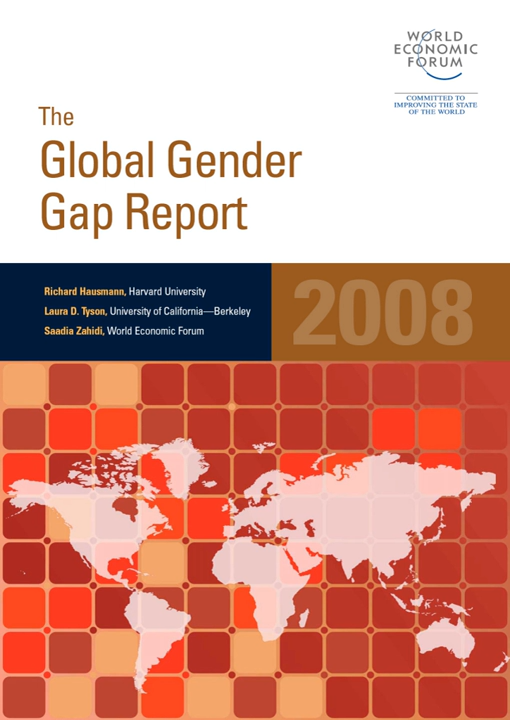 WORLD
ECONOMIC
FORUM
COMMITTED TO
IMPROVING THE STATE
OF THE WORLD
The
Global Gender
Gap Report
Richard Hausmann, Harvard University
Laura D. Tyson, University of California—Berkeley
Saadia Zahidi, World Economic Forum
2008